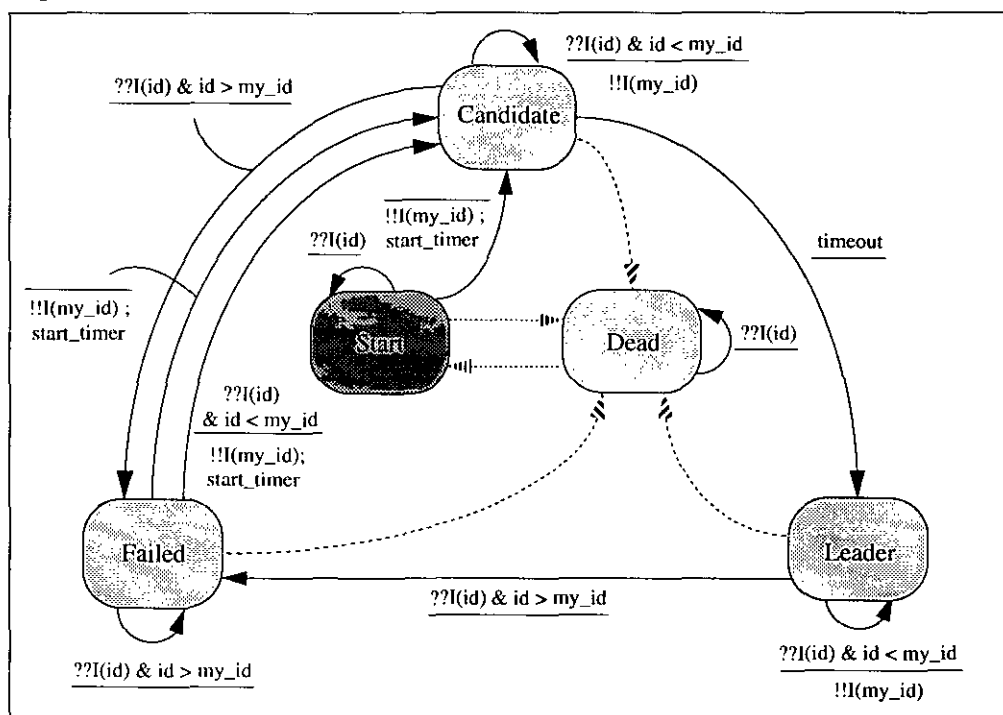 ??I(id) & id < my_id
!!I(my_id)
??I(id) & id > my_id
Candidate
!!I(my_id) ;
start_timer
??I(id)
timeout
!!I(my_id) ;
start_timer
Start
Dead
??I(id)
??I(id)
& id < my_id
!!I(my_id);
start_timer
Failed
Leader
??I(id) & id > my_id
??I(id) & id > my_id
??I(id) & id < my_id
!!I(my_id)